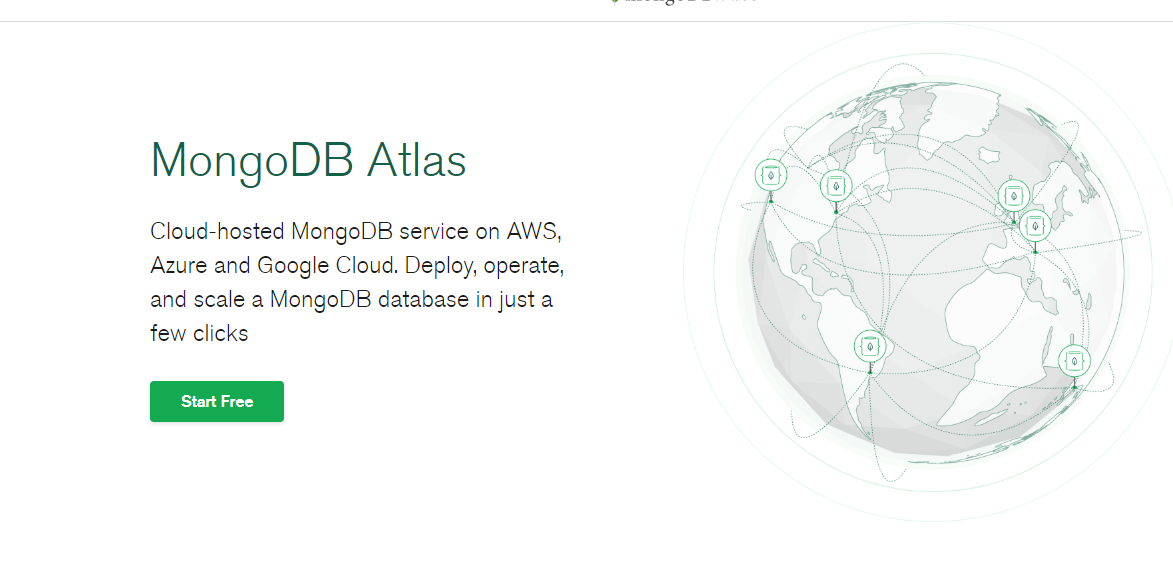 MongoDB Atlas
Cloud-hosted MongoDB service on AWS,
Azure and Google Cloud. Deploy, operate,
and scale a MongoDB database in just a
few clicks
Start Free